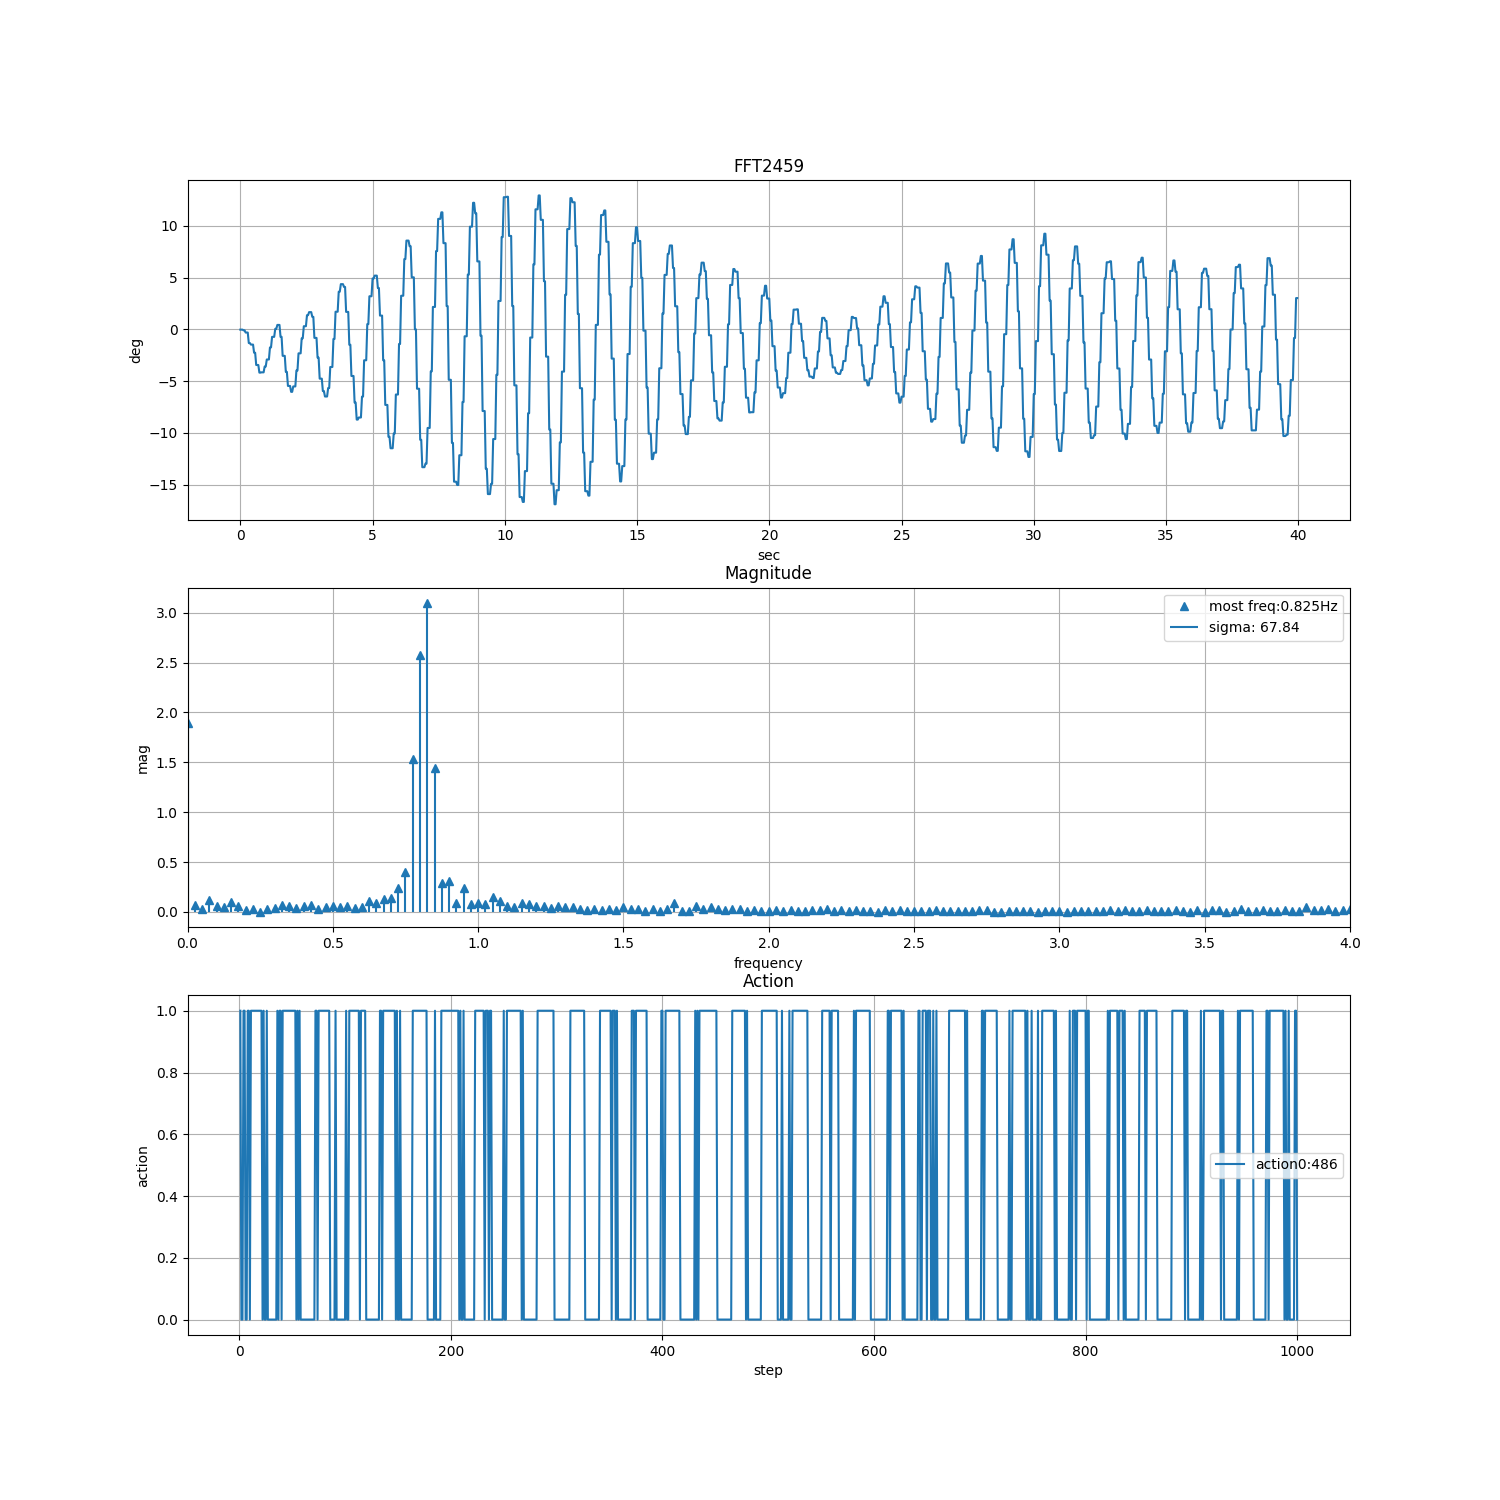 FFT2459
10
5
0
−5
−10
−15
deg
0 5 10 15 20 25 30 35 40
sec
Magnitude
most freq:0.825Hz
sigma: 67.84
3.0
2.5
2.0
1.5
1.0
0.5
0.0
mag
0.0 0.5 1.0 1.5 2.0 2.5 3.0 3.5 4.0
frequency
Action
1.0
0.8
0.6
0.4
0.2
0.0
action
action0:486
0 200 400 600 800 1000
step